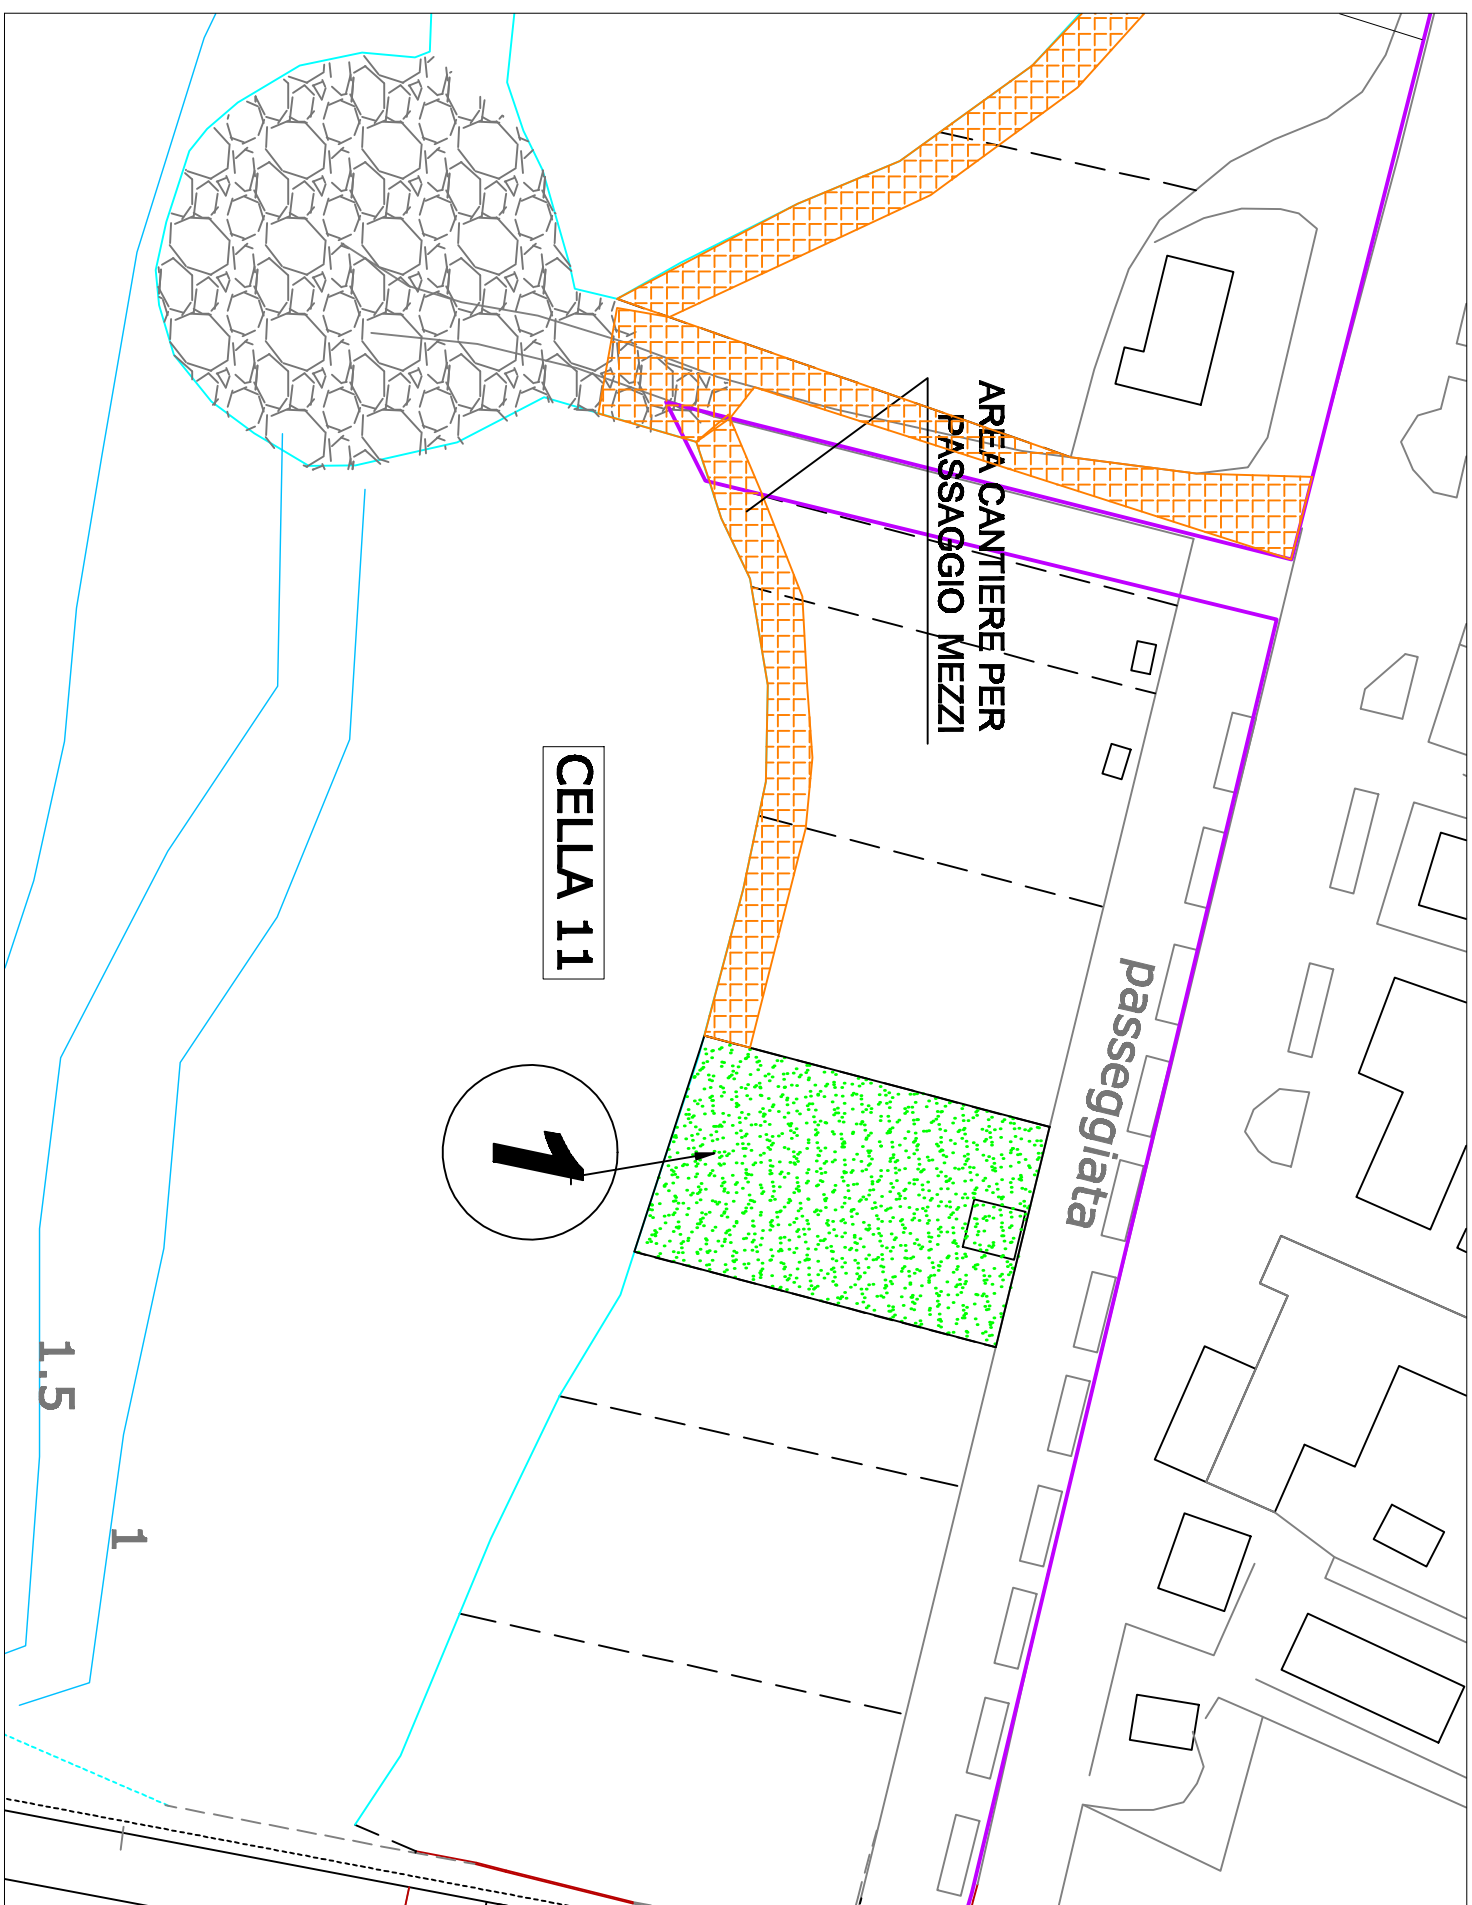 AREA CANTIERE PER
PASSAGGIO MEZZI
passeggiata
CELLA 11
1
1
1.5